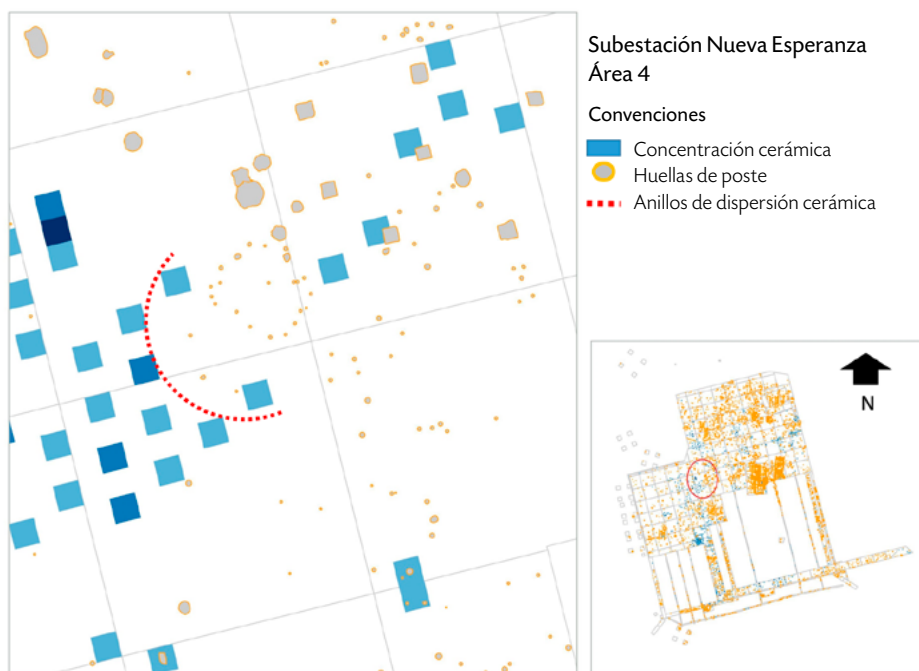 Subestación Nueva Esperanza
Área 4
Convenciones
Concentración cerámica
Huellas de poste
Anillos de dispersión cerámica
N